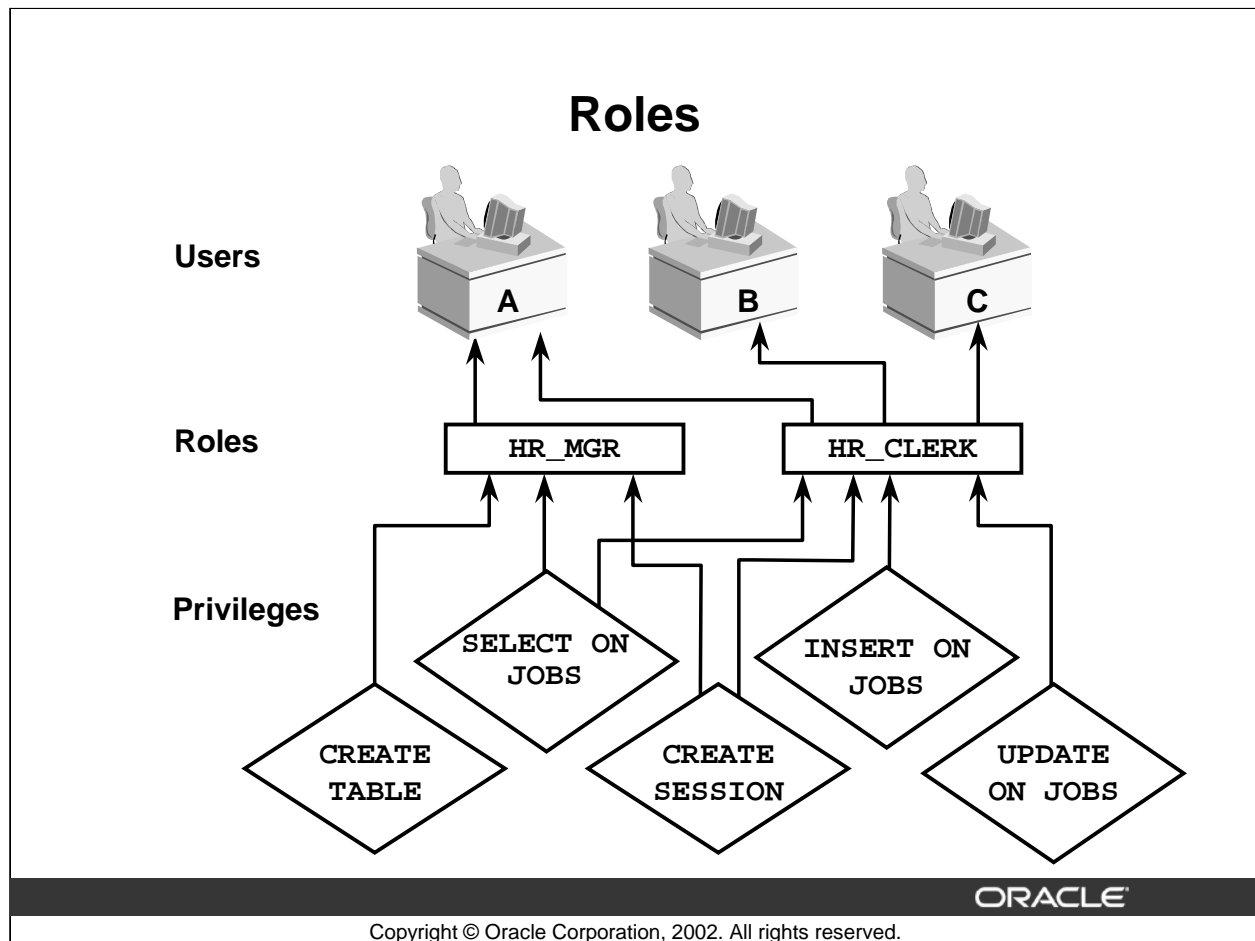 Roles
Users
A
B
C
Roles
HR_MGR
HR_CLERK
Privileges
SELECT ON
JOBS
INSERT ON
JOBS
CREATE
TABLE
CREATE
SESSION
UPDATE
ON JOBS
ORACLE®
Copyright © Oracle Corporation, 2002. All rights reserved.